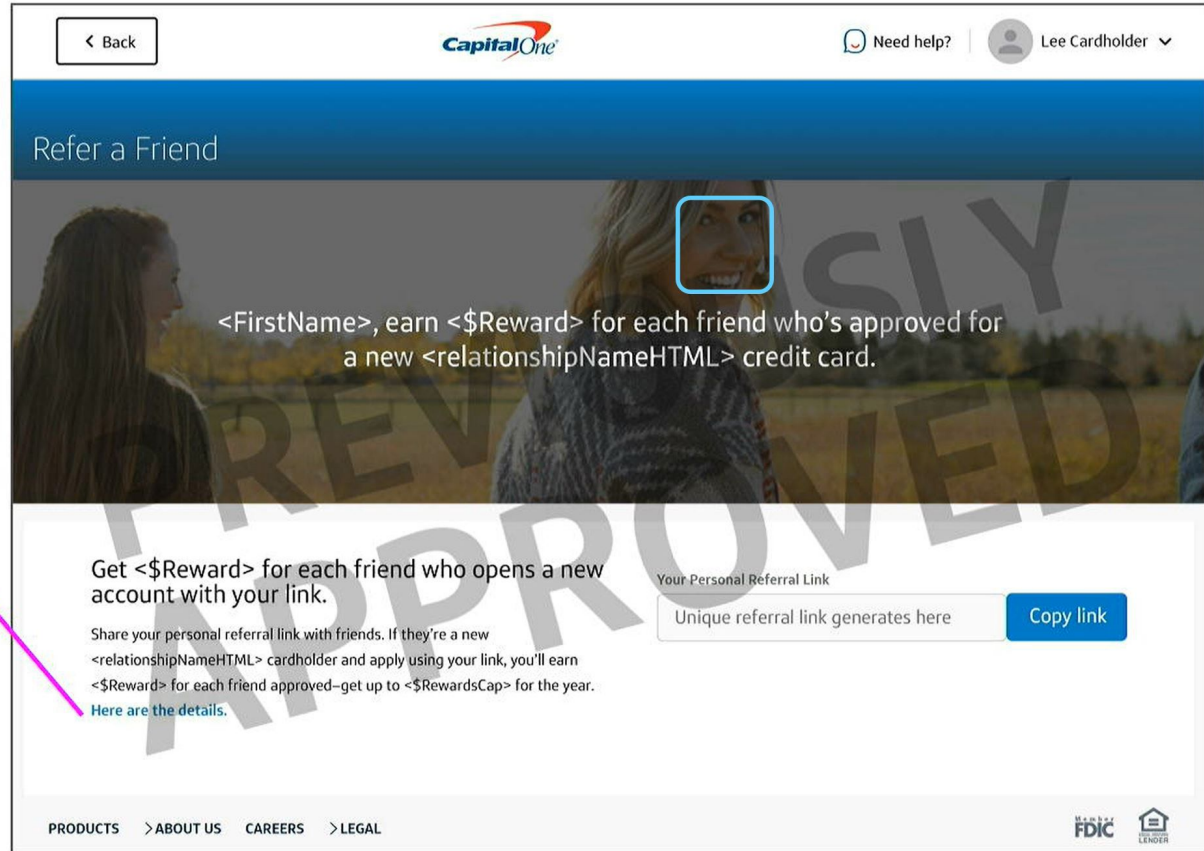 Back
CapitalOne
Need help?
Lee Cardholder
Refer a Friend
<FirstName>, earn <$Reward> for each friend who's approved for
a new <relationshipNameHTML> credit card.
PREVIOUSLY
APPROVED
Get <$Reward> for each friend who opens a new
account with your link.
Share your personal referral link with friends. If they're a new
<relationshipNameHTML> cardholder and apply using your link, you'll earn
<$Reward> for each friend approved–get up to <$RewardsCap> for the year.
Here are the details.
Your Personal Referral Link
Unique referral link generates here
Copy link
PRODUCTS >ABOUT US CAREERS >LEGAL
Member
FDIC
LENDER